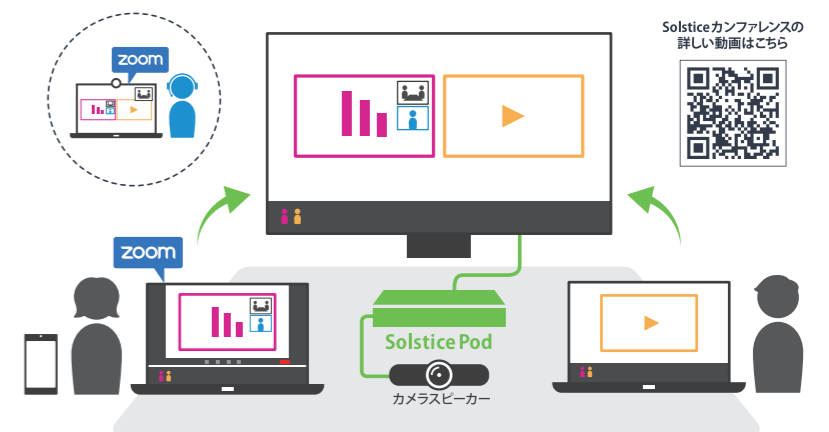 zoom
Solsticeカンファレンスの
詳しい動画はこちら
zoom
Solstice Pod
カメラスピーカー